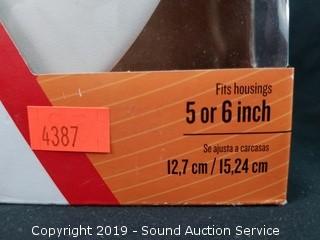 Fits housings
5 or 6 inch
Se ajusta a carcasas
12,7 cm / 15,24 cm
4387
Copyright 2019 - Sound Auction Service